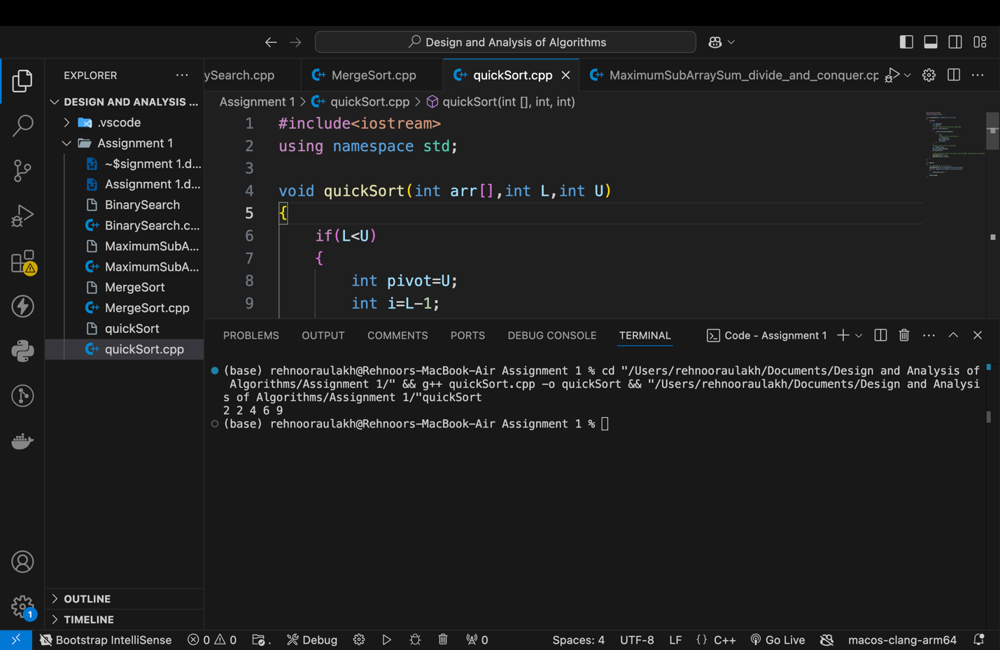 Design and Analysis of Algorithms
EXPLORER
ySearch.cpp
MergeSort.cpp
quickSort.cpp
MaximumSubArraySum_divide_and_conquer.cp
DESIGN AND ANALYSIS ...
.vscode
Assignment 1
~$signment 1.d...
Assignment 1.d...
BinarySearch
BinarySearch.c...
MaximumSubA...
MaximumSubA...
MergeSort
MergeSort.cpp
quickSort
quickSort.cpp
OUTLINE
TIMELINE
Assignment 1 > quickSort.cpp > quickSort(int [], int, int)
1 #include<iostream>
2 using namespace std;
3
4 void quickSort(int arr[],int L,int U)
5 {
6 if(L<U)
7 {
8 int pivot=U;
9 int i=L-1;
PROBLEMS OUTPUT COMMENTS PORTS DEBUG CONSOLE TERMINAL Code - Assignment 1
(base) rehnooraulakh@Rehnoors-MacBook-Air Assignment 1 % cd "/Users/rehnooraulakh/Documents/Design and Analysis of
Algorithms/Assignment 1/" && g++ quickSort.cpp -o quickSort && "/Users/rehnooraulakh/Documents/Design and Analysi
s of Algorithms/Assignment 1/"quickSort
2 2 4 6 9
(base) rehnooraulakh@Rehnoors-MacBook-Air Assignment 1 %
1
Bootstrap IntelliSense 0 0 . Debug 0 Spaces: 4 UTF-8 LF {} C++ Go Live macos-clang-arm64